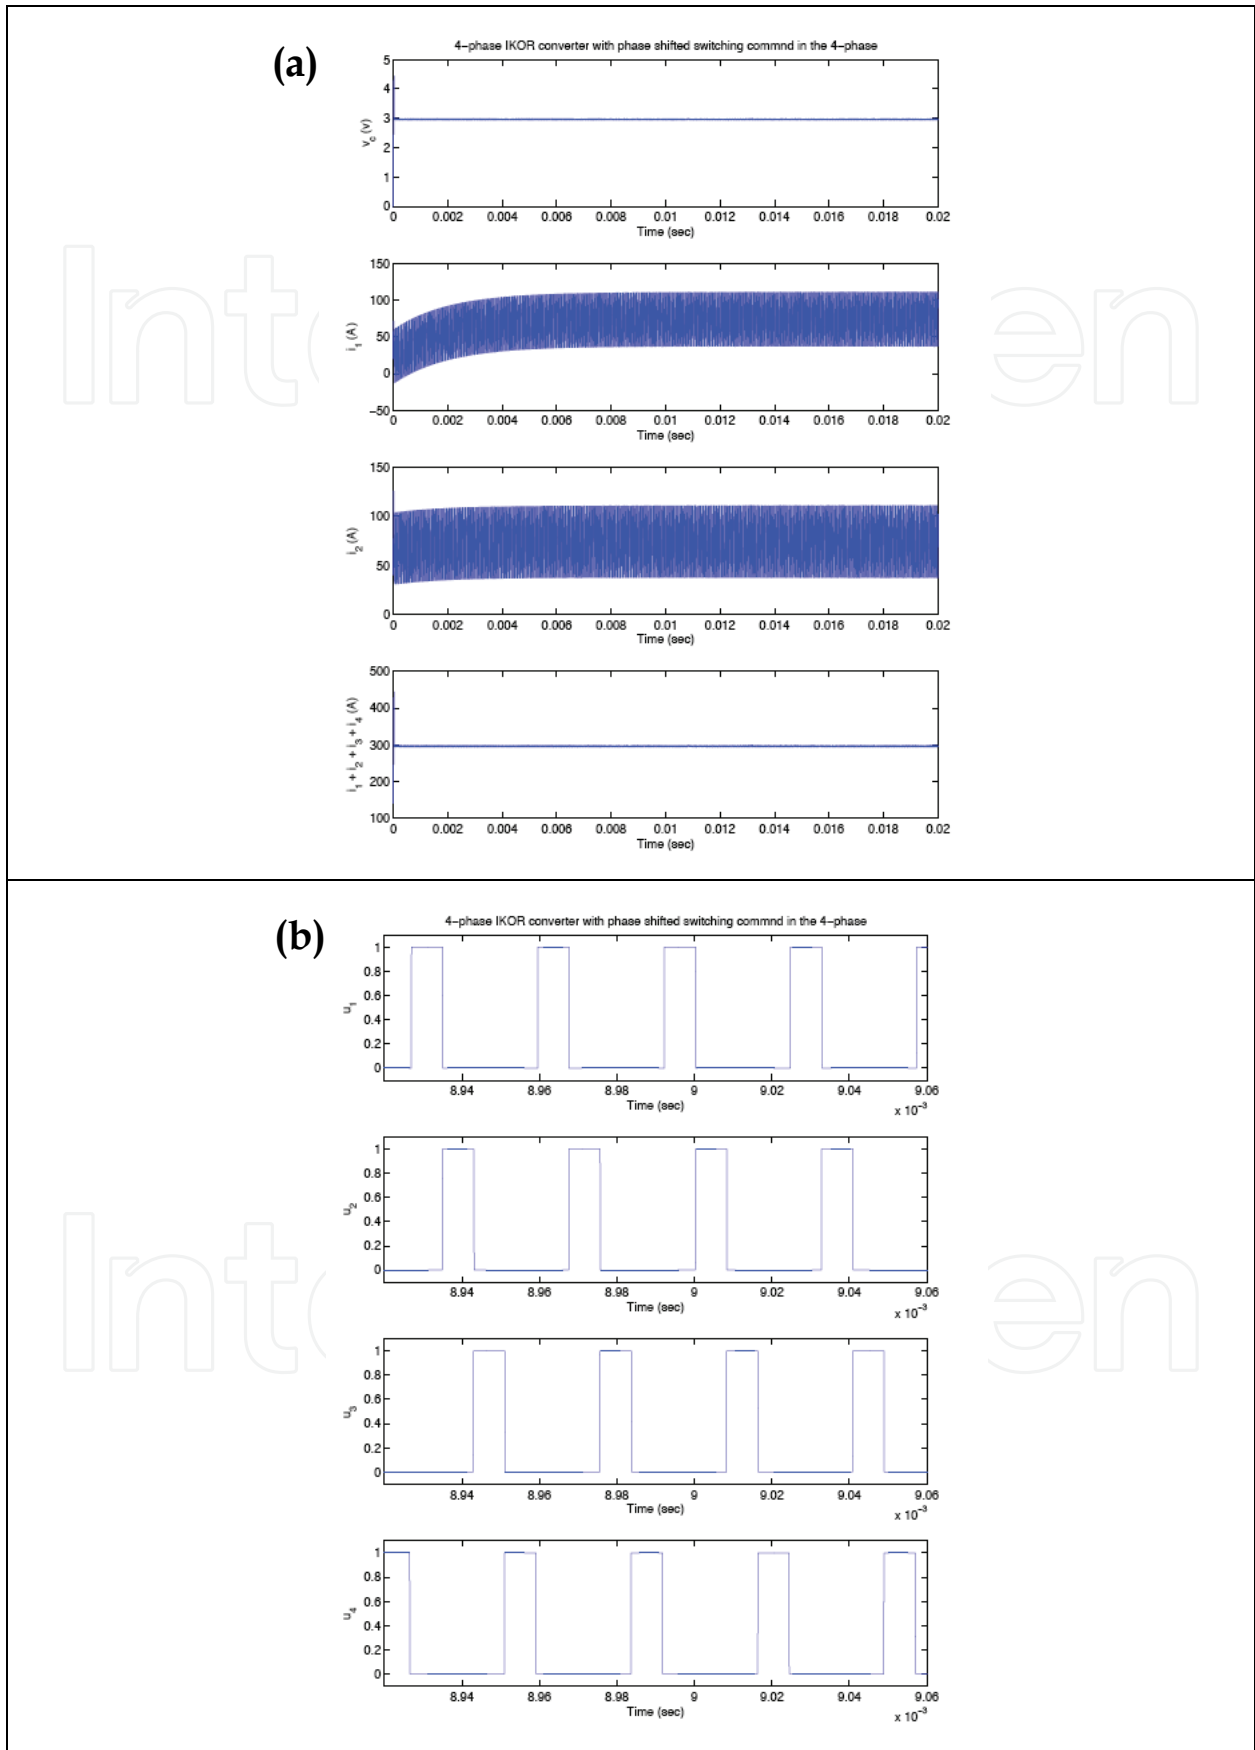 (a)
4-phase IKOR converter with phase shifted switching commnd in the 4-phase
5
4
3
2
1
0
v_c (v)
0 0.002 0.004 0.006 0.008 0.01 0.012 0.014 0.016 0.018 0.02
Time (sec)
150
100
50
0
-50
i_1 (A)
0 0.002 0.004 0.006 0.008 0.01 0.012 0.014 0.016 0.018 0.02
Time (sec)
150
100
50
0
i_2 (A)
0 0.002 0.004 0.006 0.008 0.01 0.012 0.014 0.016 0.018 0.02
Time (sec)
500
400
300
200
100
i_1 + i_2 + i_3 + i_4 (A)
0 0.002 0.004 0.006 0.008 0.01 0.012 0.014 0.016 0.018 0.02
Time (sec)
(b)
4-phase IKOR converter with phase shifted switching commnd in the 4-phase
1
0.8
0.6
0.4
0.2
0
u_1
8.94 8.96 8.98 9 9.02 9.04 9.06
Time (sec)
x 10^-3
1
0.8
0.6
0.4
0.2
0
u_2
8.94 8.96 8.98 9 9.02 9.04 9.06
Time (sec)
x 10^-3
1
0.8
0.6
0.4
0.2
0
u_3
8.94 8.96 8.98 9 9.02 9.04 9.06
Time (sec)
x 10^-3
1
0.8
0.6
0.4
0.2
0
u_4
8.94 8.96 8.98 9 9.02 9.04 9.06
Time (sec)
x 10^-3